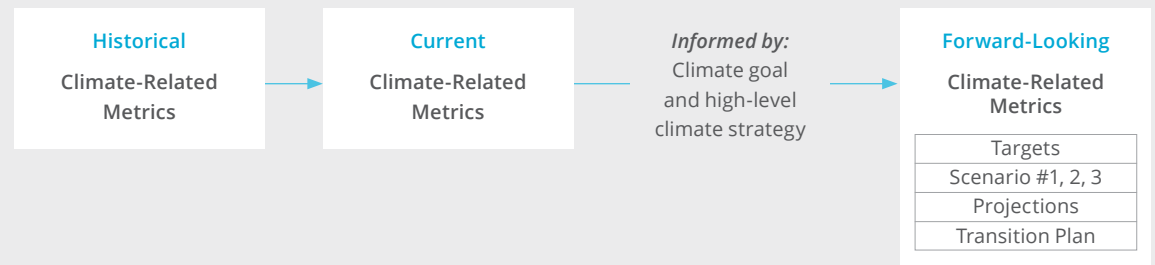 Historical
Climate-Related
Metrics
Current
Climate-Related
Metrics
Informed by:
Climate goal
and high-level
climate strategy
Forward-Looking
Climate-Related
Metrics
Targets
Scenario #1, 2, 3
Projections
Transition Plan